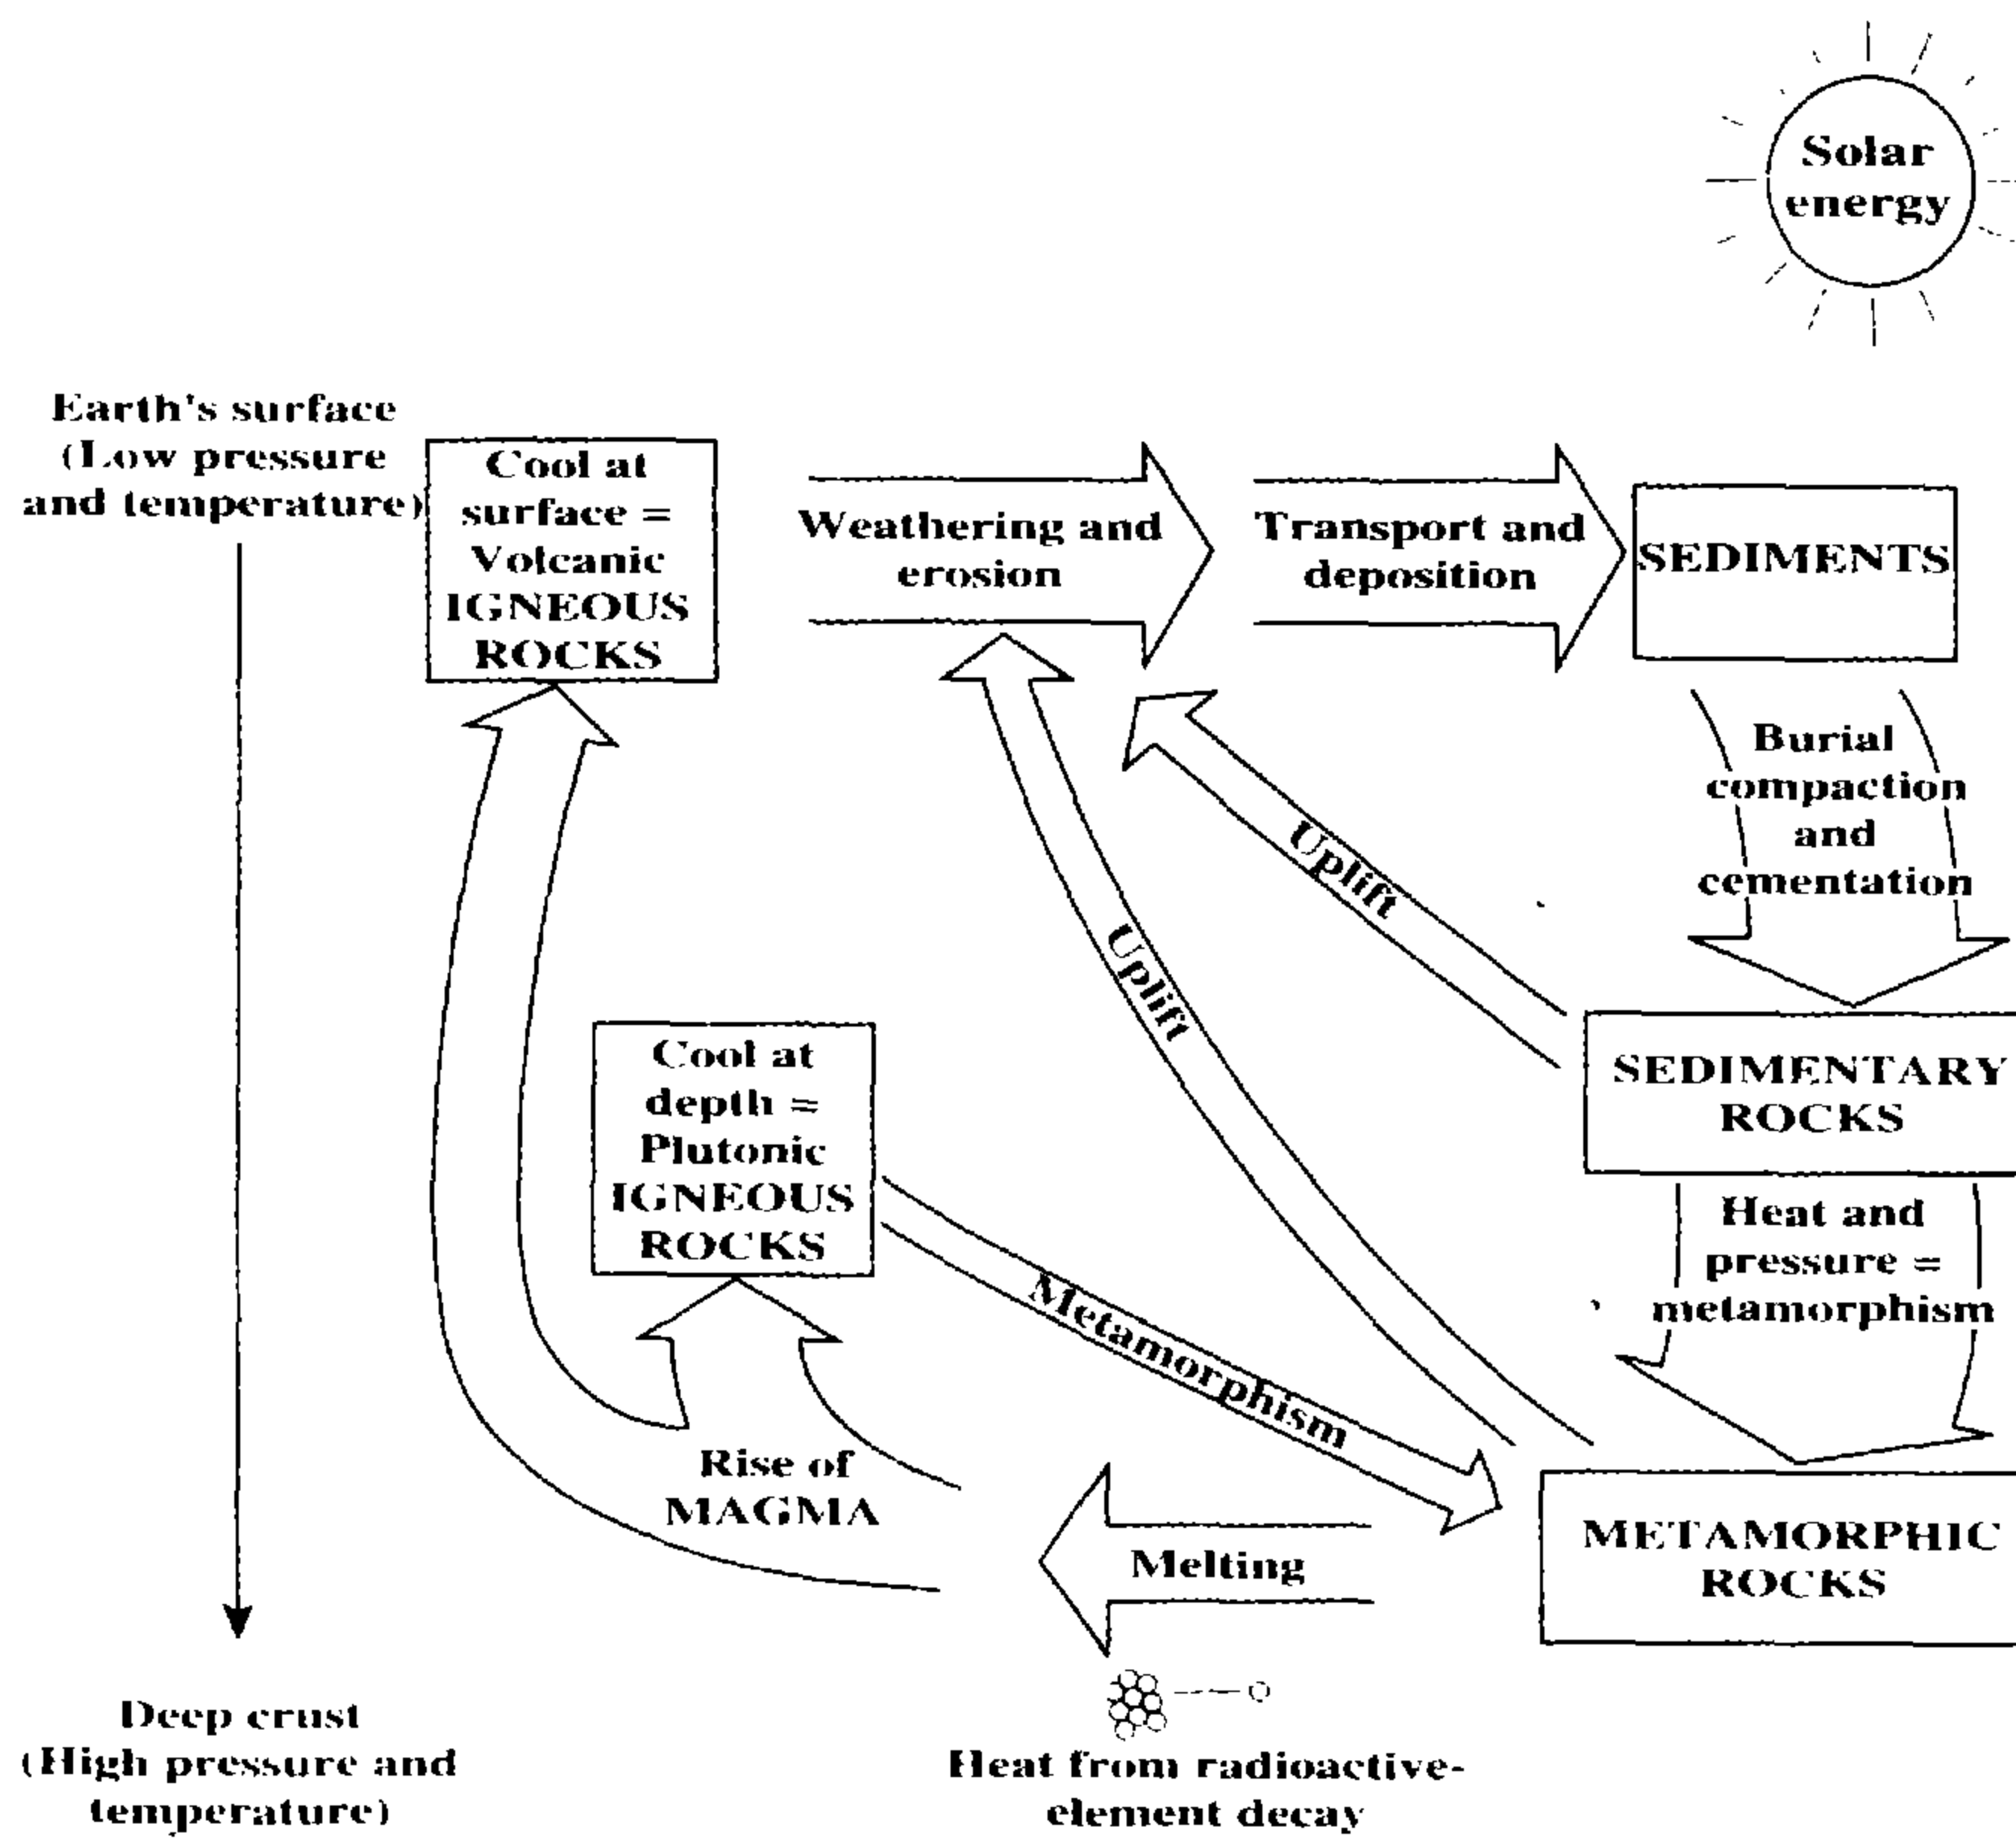 Solar
energy
Earth's surface
(Low pressure
and temperature)
Cool at
surface =
Volcanic
IGNEOUS
ROCKS
Weathering and
erosion
Transport and
deposition
SEDIMENTS
Burial
compaction
and
cementation
Uplift
Uplift
SEDIMENTARY
ROCKS
Cool at
depth =
Plutonic
IGNEOUS
ROCKS
Heat and
pressure =
metamorphism
Metamorphism
Rise of
MAGMA
Melting
METAMORPHIC
ROCKS
Deep crust
(High pressure and
temperature)
Heat from radioactive-
element decay